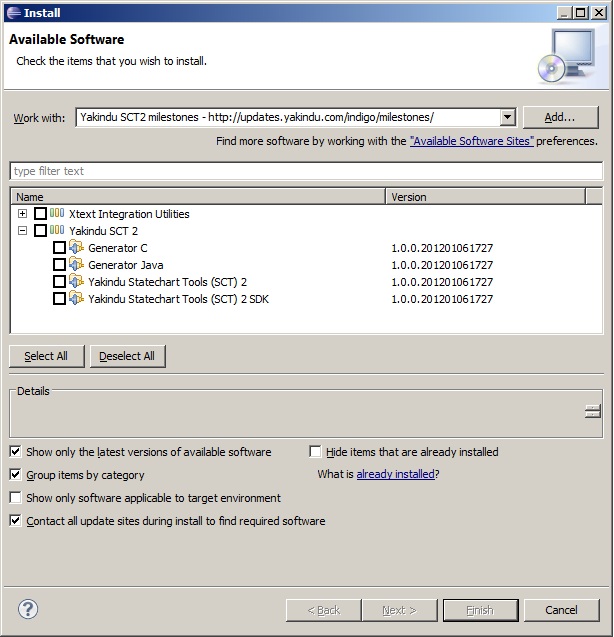 Install
Available Software
Check the items that you wish to install.
Work with: Yakindu SCT2 milestones - http://updates.yakindu.com/indigo/milestones/ Add...
Find more software by working with the "Available Software Sites" preferences.
type filter text
Name Version
Xtext Integration Utilities
Yakindu SCT 2
Generator C 1.0.0.201201061727
Generator Java 1.0.0.201201061727
Yakindu Statechart Tools (SCT) 2 1.0.0.201201061727
Yakindu Statechart Tools (SCT) 2 SDK 1.0.0.201201061727
Select All Deselect All
Details
Show only the latest versions of available software Hide items that are already installed
Group items by category What is already installed?
Show only software applicable to target environment
Contact all update sites during install to find required software
? < Back Next > Finish Cancel